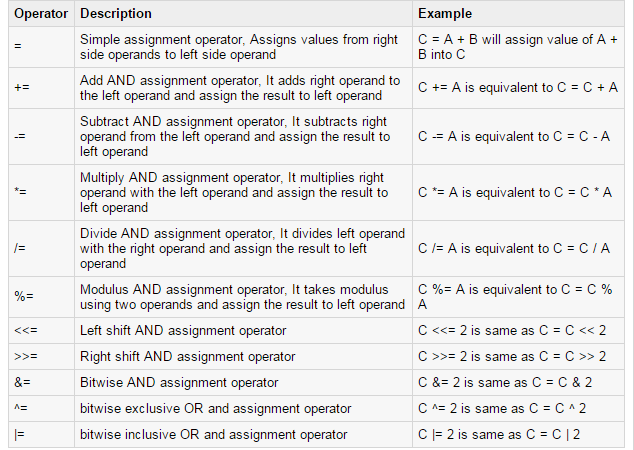 Operator Description Example
= Simple assignment operator, Assigns values from right side operands to left side operand C = A + B will assign value of A + B into C
+= Add AND assignment operator, It adds right operand to the left operand and assign the result to left operand C += A is equivalent to C = C + A
-= Subtract AND assignment operator, It subtracts right operand from the left operand and assign the result to left operand C -= A is equivalent to C = C - A
*= Multiply AND assignment operator, It multiplies right operand with the left operand and assign the result to left operand C *= A is equivalent to C = C * A
/= Divide AND assignment operator, It divides left operand with the right operand and assign the result to left operand C /= A is equivalent to C = C / A
%= Modulus AND assignment operator, It takes modulus using two operands and assign the result to left operand C %= A is equivalent to C = C % A
<<= Left shift AND assignment operator C <<= 2 is same as C = C << 2
>>= Right shift AND assignment operator C >>= 2 is same as C = C >> 2
&= Bitwise AND assignment operator C &= 2 is same as C = C & 2
^= bitwise exclusive OR and assignment operator C ^= 2 is same as C = C ^ 2
|= bitwise inclusive OR and assignment operator C |= 2 is same as C = C | 2